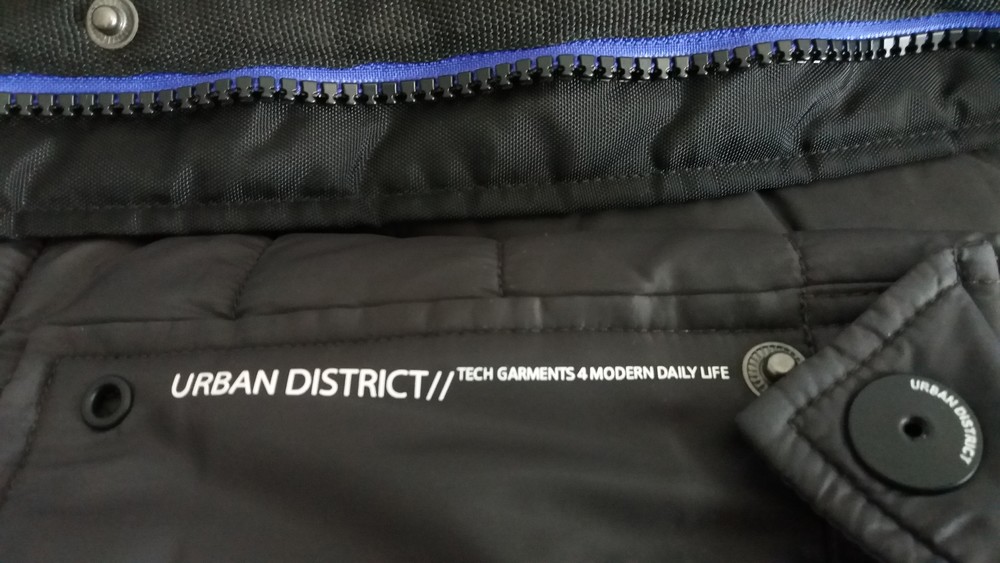 URBAN DISTRICT// TECH GARMENTS 4 MODERN DAILY LIFE
URBAN DISTRICT